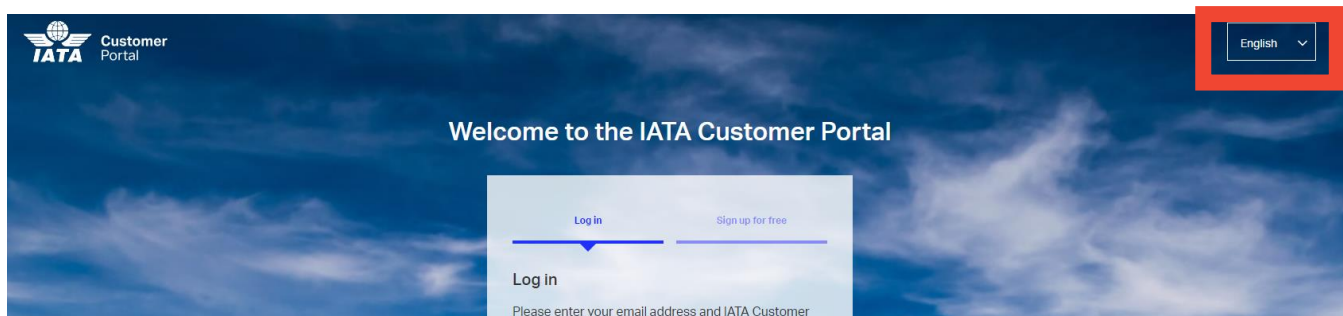 Customer
IATA Portal
English
Welcome to the IATA Customer Portal
Log in Sign up for free
Log in
Please enter your email address and IATA Customer